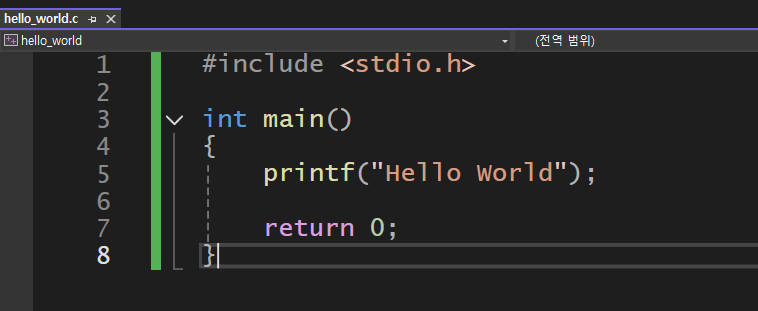 hello_world.c
hello_world (전역 범위)
1 #include <stdio.h>
2
3 int main()
4 {
5     printf("Hello World");
6
7     return 0;
8 }